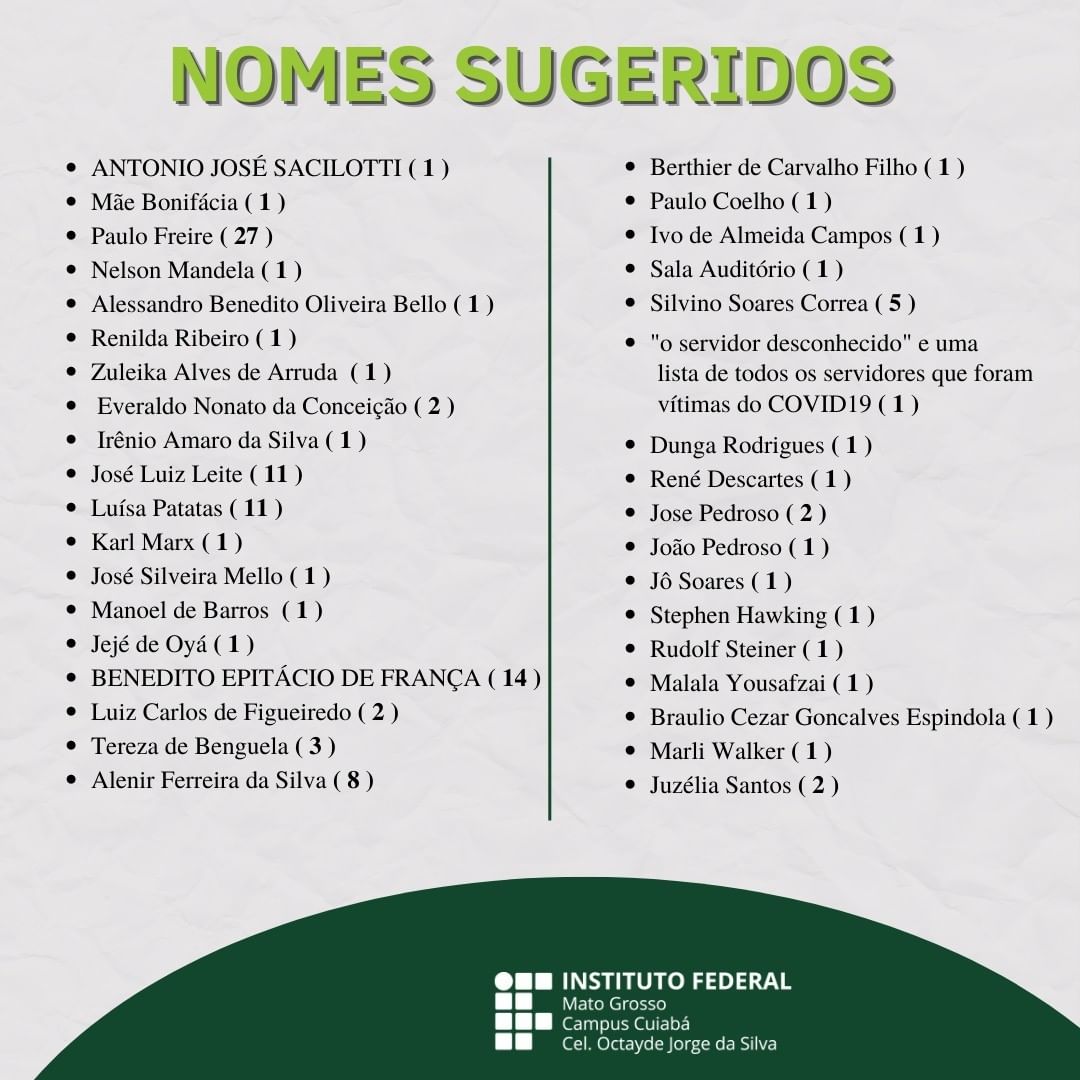 NOMES SUGERIDOS
ANTONIO JOSÉ SACILOTTI ( 1 )
Mãe Bonifácia ( 1 )
Paulo Freire ( 27 )
Nelson Mandela ( 1 )
Alessandro Benedito Oliveira Bello ( 1 )
Renilda Ribeiro ( 1 )
Zuleika Alves de Arruda ( 1 )
Everaldo Nonato da Conceição ( 2 )
Irênio Amaro da Silva ( 1 )
José Luiz Leite ( 11 )
Luísa Patatas ( 11 )
Karl Marx ( 1 )
José Silveira Mello ( 1 )
Manoel de Barros ( 1 )
Jejé de Oyá ( 1 )
BENEDITO EPITÁCIO DE FRANÇA ( 14 )
Luiz Carlos de Figueiredo ( 2 )
Tereza de Benguela ( 3 )
Alenir Ferreira da Silva ( 8 )
Berthier de Carvalho Filho ( 1 )
Paulo Coelho ( 1 )
Ivo de Almeida Campos ( 1 )
Sala Auditório ( 1 )
Silvino Soares Correa ( 5 )
"o servidor desconhecido" e uma
lista de todos os servidores que foram
vítimas do COVID19 ( 1 )
Dunga Rodrigues ( 1 )
René Descartes ( 1 )
Jose Pedroso ( 2 )
João Pedroso ( 1 )
Jô Soares ( 1 )
Stephen Hawking ( 1 )
Rudolf Steiner ( 1 )
Malala Yousafzai ( 1 )
Braulio Cezar Goncalves Espindola ( 1 )
Marli Walker ( 1 )
Juzélia Santos ( 2 )
INSTITUTO FEDERAL
Mato Grosso
Campus Cuiabá
Cel. Octayde Jorge da Silva